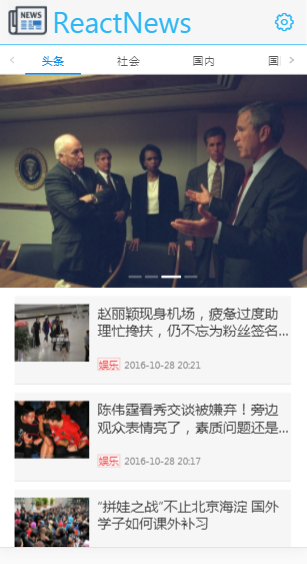 NEWS
ReactNews
头条 社会 国内 国
赵丽颖现身机场，疲惫过度助
理忙搀扶，仍不忘为粉丝签名...
娱乐 2016-10-28 20:21
陈伟霆看秀交谈被嫌弃！旁边
观众表情亮了，素质问题还是...
娱乐 2016-10-28 20:17
“拼娃之战”不止北京海淀 国外
学子如何课外补习